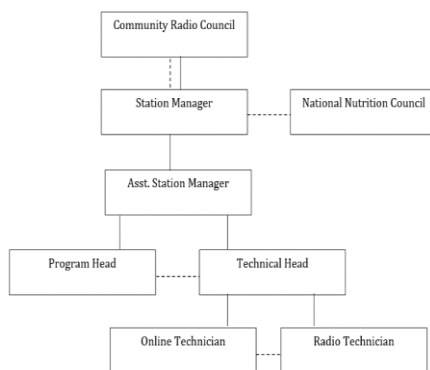 Community Radio Council
Station Manager
National Nutrition Council
Asst. Station Manager
Program Head
Technical Head
Online Technician
Radio Technician